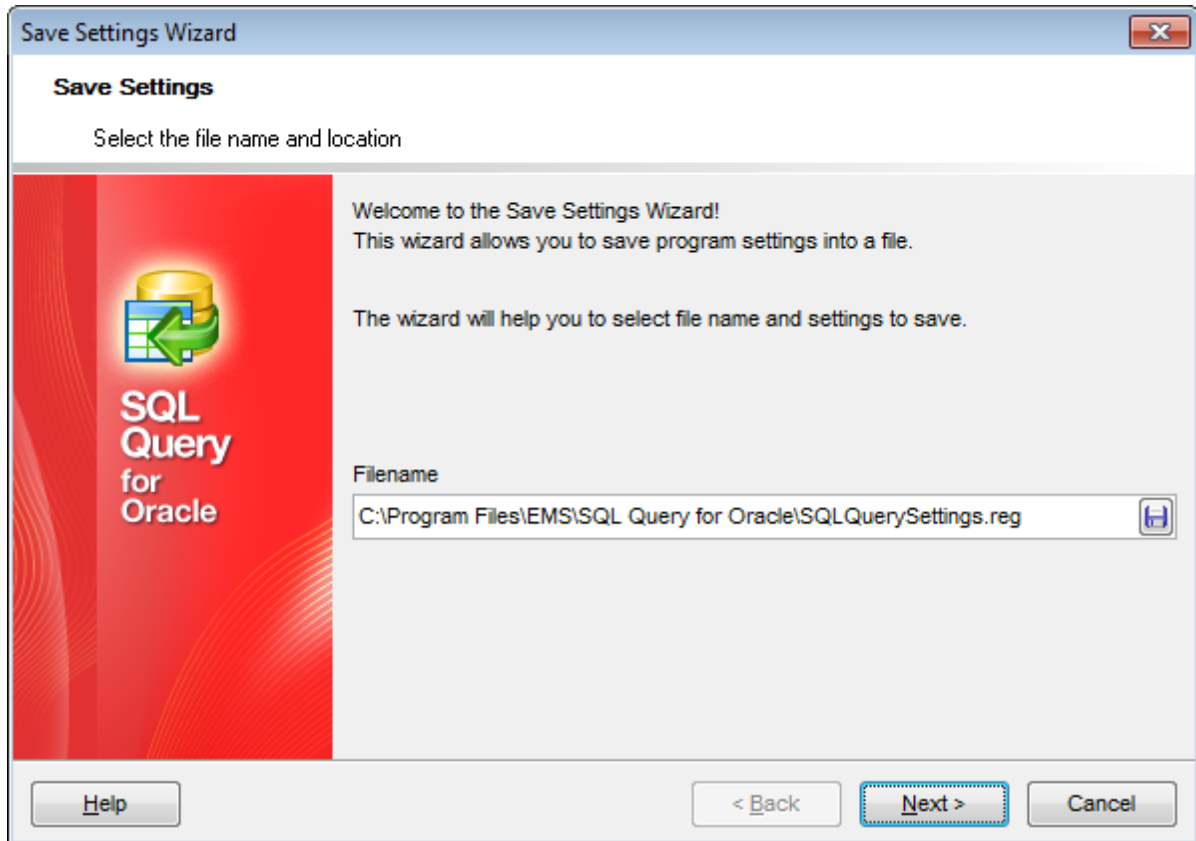 Save Settings Wizard
Save Settings
Select the file name and location
Welcome to the Save Settings Wizard!
This wizard allows you to save program settings into a file.
The wizard will help you to select file name and settings to save.
SQL
Query
for
Oracle
Filename
C:\Program Files\EMS\SQL Query for Oracle\SQLQuerySettings.reg
Help
< Back
Next >
Cancel